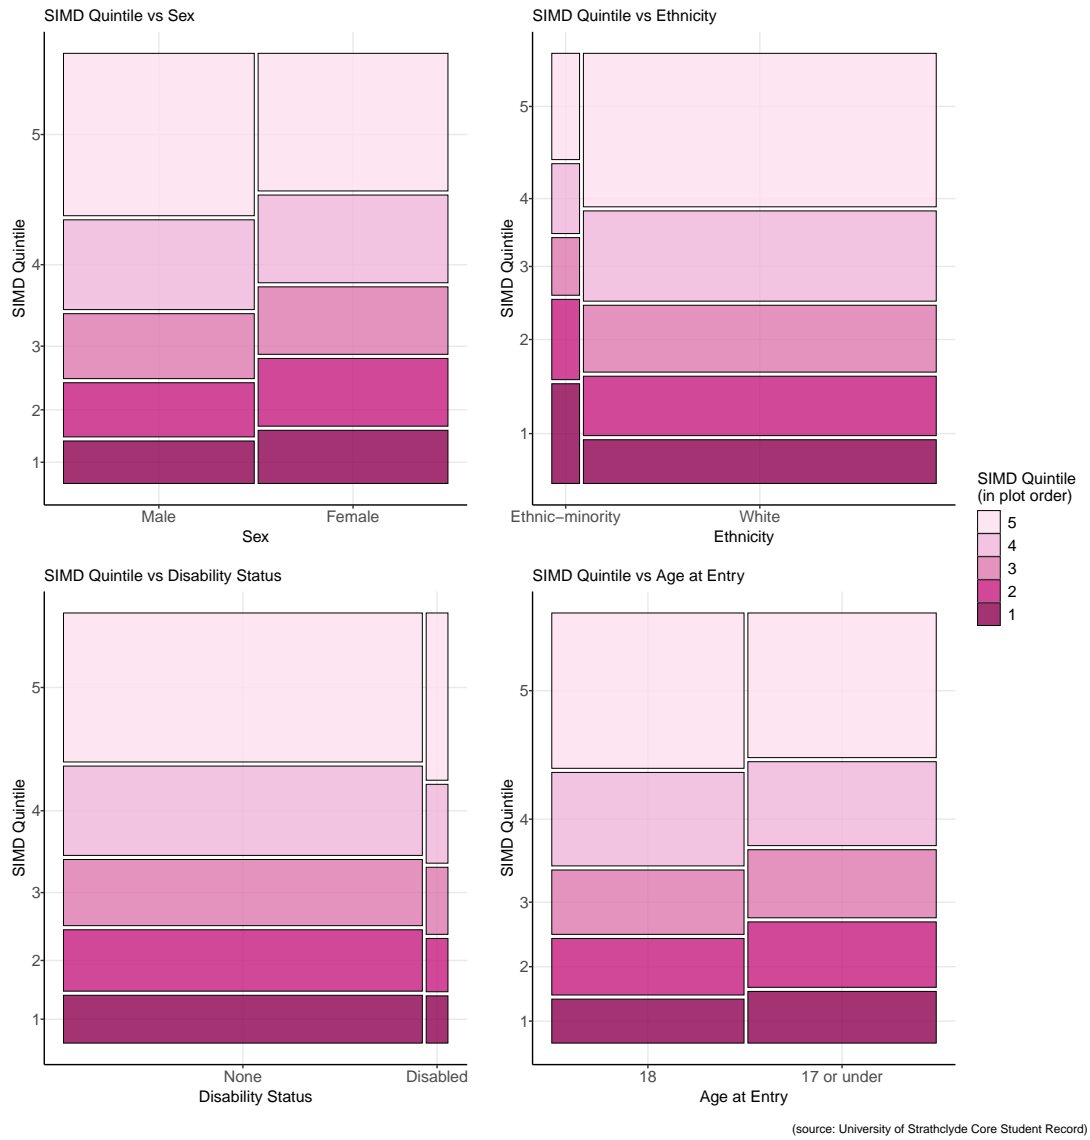 SIMD Quintile vs Sex
SIMD Quintile
5
4
3
2
1
Male Female
Sex
SIMD Quintile vs Ethnicity
SIMD Quintile
5
4
3
2
1
Ethnic−minority White
Ethnicity
SIMD Quintile
(in plot order)
5
4
3
2
1
SIMD Quintile vs Disability Status
SIMD Quintile
5
4
3
2
1
None Disabled
Disability Status
SIMD Quintile vs Age at Entry
SIMD Quintile
5
4
3
2
1
18 17 or under
Age at Entry
(source: University of Strathclyde Core Student Record)